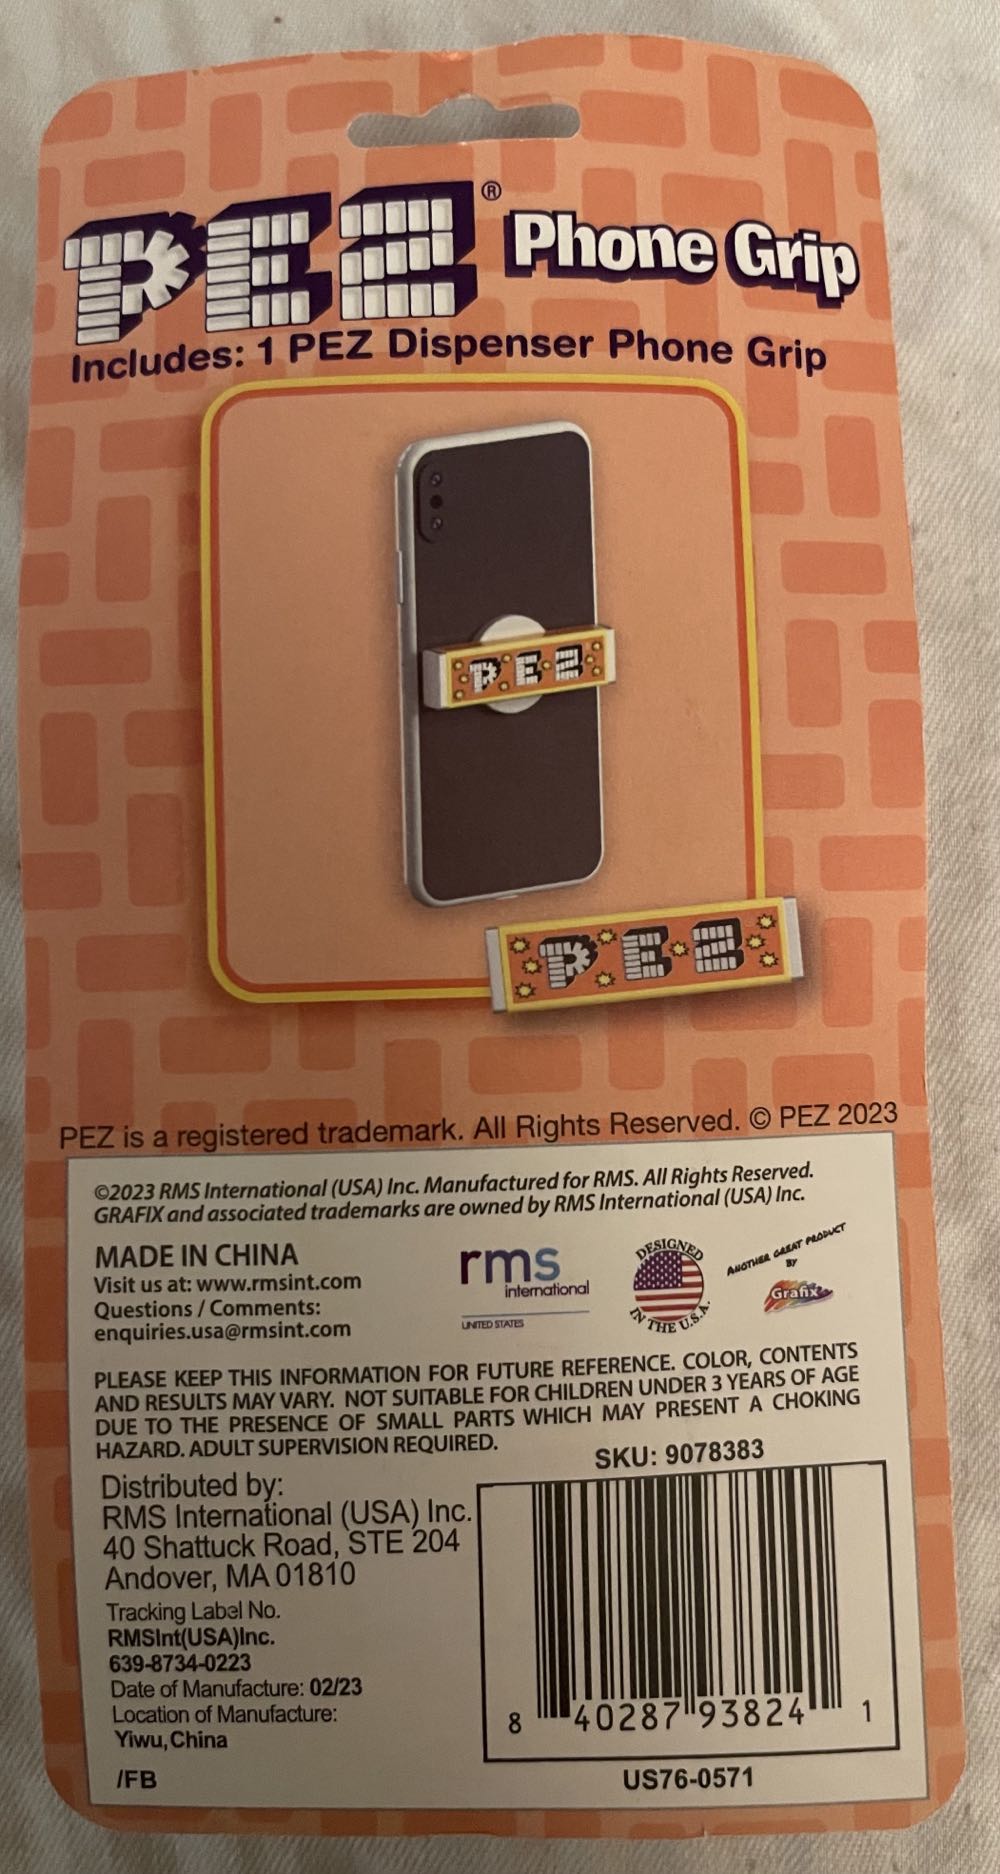 PEZ® Phone Grip
Includes: 1 PEZ Dispenser Phone Grip
PEZ
PEZ
PEZ is a registered trademark. All Rights Reserved. © PEZ 2023
©2023 RMS International (USA) Inc. Manufactured for RMS. All Rights Reserved.
GRAFIX and associated trademarks are owned by RMS International (USA) Inc.
MADE IN CHINA
Visit us at: www.rmsint.com
Questions / Comments:
enquiries.usa@rmsint.com
rms
international
UNITED STATES
DESIGNED
IN THE U.S.A.
ANOTHER GREAT PRODUCT
BY
Grafix
PLEASE KEEP THIS INFORMATION FOR FUTURE REFERENCE. COLOR, CONTENTS
AND RESULTS MAY VARY. NOT SUITABLE FOR CHILDREN UNDER 3 YEARS OF AGE
DUE TO THE PRESENCE OF SMALL PARTS WHICH MAY PRESENT A CHOKING
HAZARD. ADULT SUPERVISION REQUIRED.
SKU: 9078383
Distributed by:
RMS International (USA) Inc.
40 Shattuck Road, STE 204
Andover, MA 01810
Tracking Label No.
RMSInt(USA)Inc.
639-8734-0223
Date of Manufacture: 02/23
Location of Manufacture:
Yiwu,China
/FB
8 40287 93824 1
US76-0571